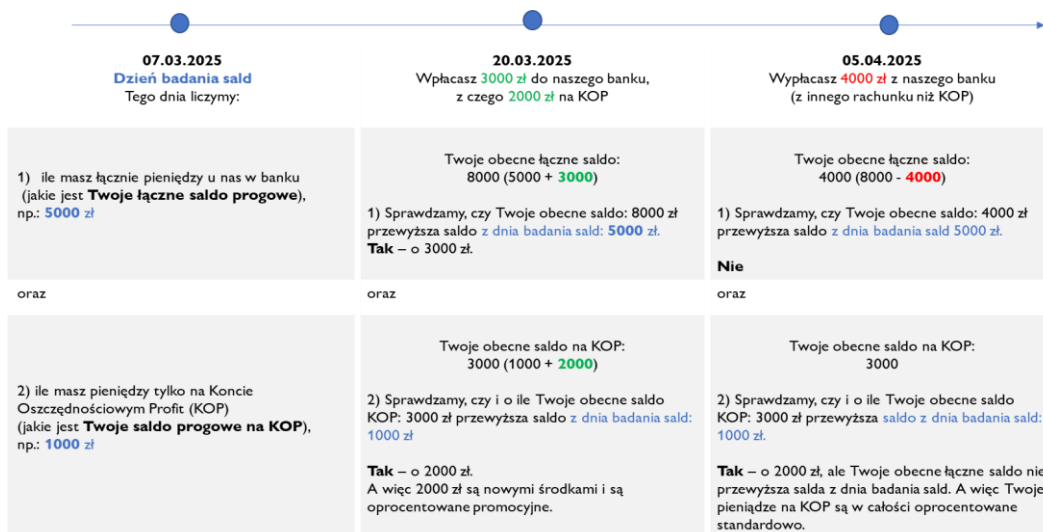 07.03.2025
Dzień badania sald
Tego dnia liczymy:
20.03.2025
Wpłacasz 3000 zł do naszego banku,
z czego 2000 zł na KOP
05.04.2025
Wypłacasz 4000 zł z naszego banku
(z innego rachunku niż KOP)
1) ile masz łącznie pieniędzy u nas w banku
(jakie jest Twoje łączne saldo progowe),
np.: 5000 zł
Twoje obecne łączne saldo:
8000 (5000 + 3000)
1) Sprawdzamy, czy Twoje obecne saldo: 8000 zł
przewyższa saldo z dnia badania sald: 5000 zł.
Tak – o 3000 zł.
Twoje obecne łączne saldo:
4000 (8000 - 4000)
1) Sprawdzamy, czy Twoje obecne saldo: 4000 zł
przewyższa saldo z dnia badania sald 5000 zł.
Nie
oraz
oraz
oraz
2) ile masz pieniędzy tylko na Koncie
Oszczędnościowym Profit (KOP)
(jakie jest Twoje saldo progowe na KOP),
np.: 1000 zł
Twoje obecne saldo na KOP:
3000 (1000 + 2000)
2) Sprawdzamy, czy i o ile Twoje obecne saldo
KOP: 3000 zł przewyższa saldo z dnia badania sald:
1000 zł
Tak – o 2000 zł.
A więc 2000 zł są nowymi środkami i są
oprocentowane promocyjne.
Twoje obecne saldo na KOP:
3000
2) Sprawdzamy, czy i o ile Twoje obecne saldo
KOP: 3000 zł przewyższa saldo z dnia badania sald:
1000 zł.
Tak – o 2000 zł, ale Twoje obecne łączne saldo nie
przewyższa salda z dnia badania sald. A więc Twoje
pieniądze na KOP są w całości oprocentowane
standardowo.